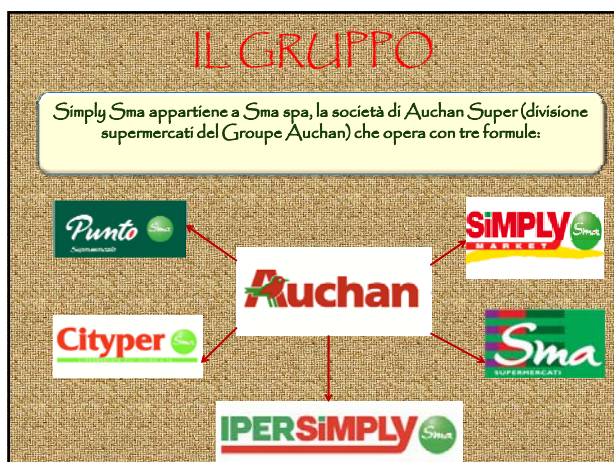 IL GRUPPO
Simply Sma appartiene a Sma spa, la società di Auchan Super (divisione
supermercati del Groupe Auchan) che opera con tre formule:
Punto Sma
Supermercati
SiMPLY Sma
MARKET
Auchan
Cityper Sma
Sma
SUPERMERCATI
IPERSiMPLY Sma